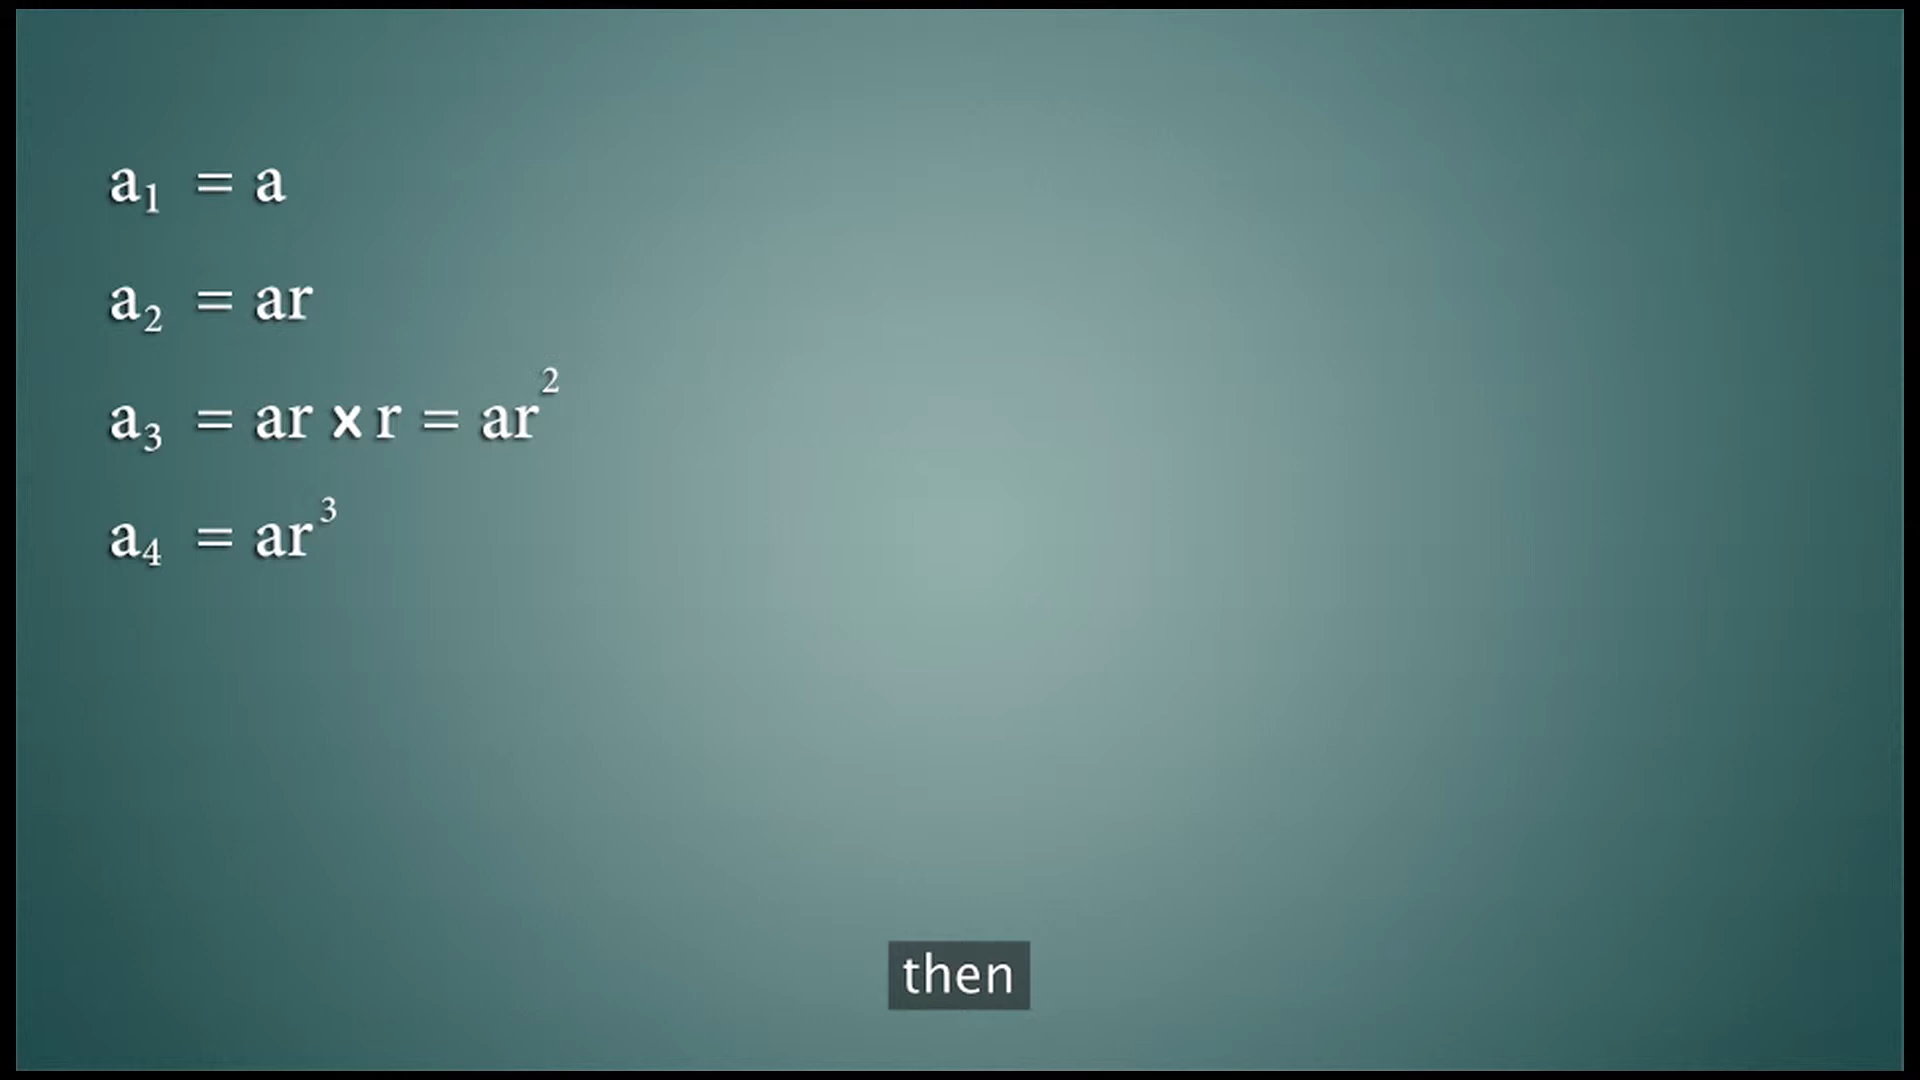 a₁ = a
a₂ = ar
a₃ = ar x r = ar²
a₄ = ar³
then